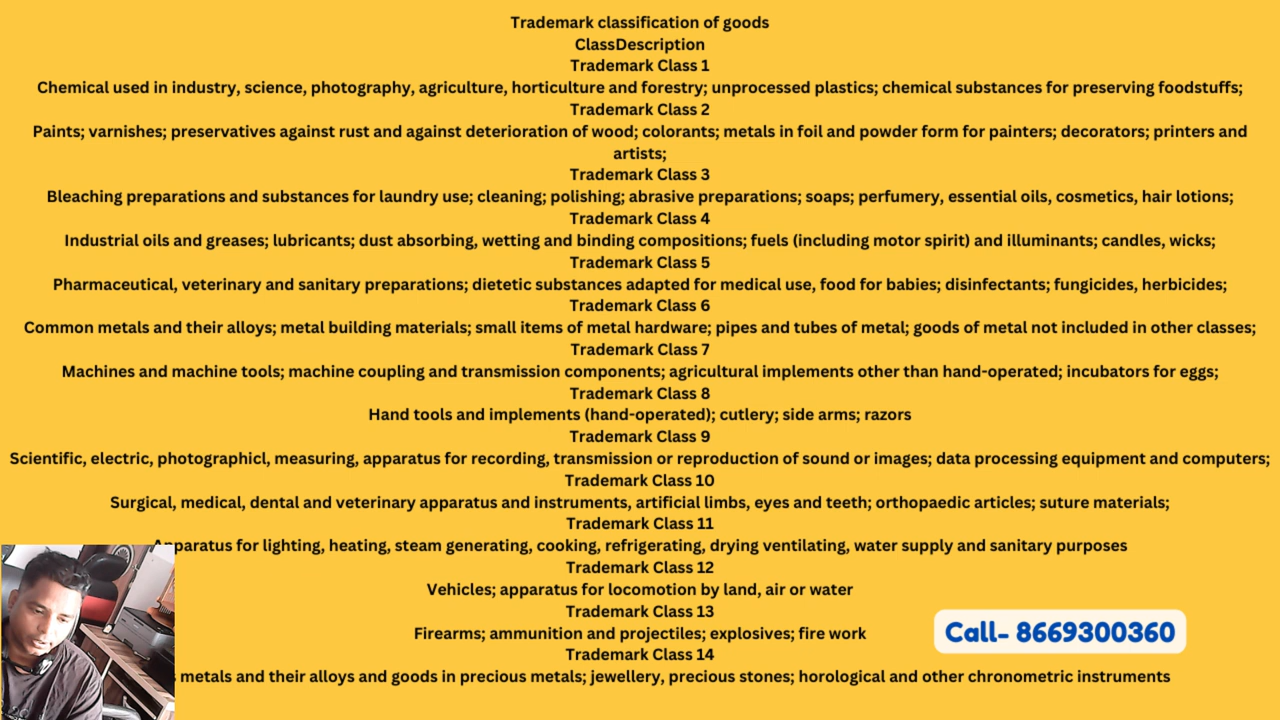 Trademark classification of goods
ClassDescription
Trademark Class 1
Chemical used in industry, science, photography, agriculture, horticulture and forestry; unprocessed plastics; chemical substances for preserving foodstuffs;
Trademark Class 2
Paints; varnishes; preservatives against rust and against deterioration of wood; colorants; metals in foil and powder form for painters; decorators; printers and
artists;
Trademark Class 3
Bleaching preparations and substances for laundry use; cleaning; polishing; abrasive preparations; soaps; perfumery, essential oils, cosmetics, hair lotions;
Trademark Class 4
Industrial oils and greases; lubricants; dust absorbing, wetting and binding compositions; fuels (including motor spirit) and illuminants; candles, wicks;
Trademark Class 5
Pharmaceutical, veterinary and sanitary preparations; dietetic substances adapted for medical use, food for babies; disinfectants; fungicides, herbicides;
Trademark Class 6
Common metals and their alloys; metal building materials; small items of metal hardware; pipes and tubes of metal; goods of metal not included in other classes;
Trademark Class 7
Machines and machine tools; machine coupling and transmission components; agricultural implements other than hand-operated; incubators for eggs;
Trademark Class 8
Hand tools and implements (hand-operated); cutlery; side arms; razors
Trademark Class 9
Scientific, electric, photographicl, measuring, apparatus for recording, transmission or reproduction of sound or images; data processing equipment and computers;
Trademark Class 10
Surgical, medical, dental and veterinary apparatus and instruments, artificial limbs, eyes and teeth; orthopaedic articles; suture materials;
Trademark Class 11
Apparatus for lighting, heating, steam generating, cooking, refrigerating, drying ventilating, water supply and sanitary purposes
Trademark Class 12
Vehicles; apparatus for locomotion by land, air or water
Trademark Class 13
Firearms; ammunition and projectiles; explosives; fire work
Call- 8669300360
Trademark Class 14
metals and their alloys and goods in precious metals; jewellery, precious stones; horological and other chronometric instruments